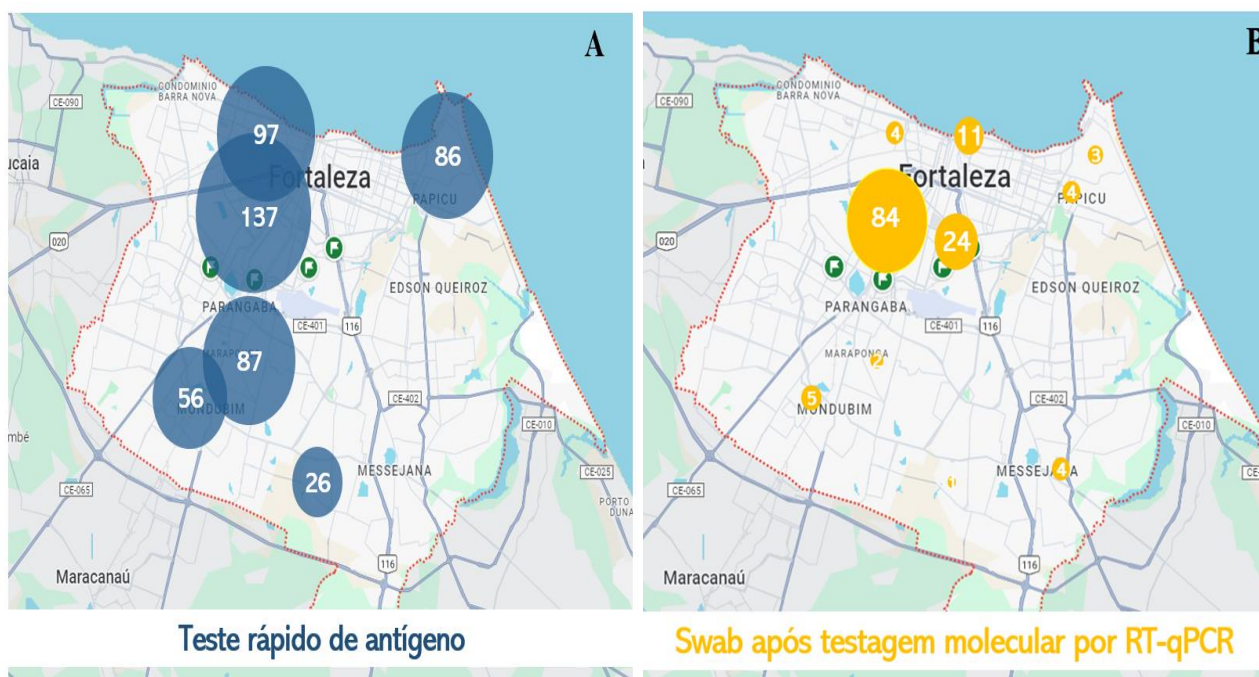 A
CONDOMINIO
BARRA NOVA
CE-090
ucaia
97
86
Fortaleza
137
PAPICU
020
EDSON QUEIROZ
PARANGABA
CE-401
116
87
56
MONDUBIM
CE-402
CE-010
mbé
26
MESSEJANA
CE-065
CE-025
PORTO D
DUNA
116
Maracanaú
Teste rápido de antígeno
B
CONDOMINIO
BARRA NOVA
CE-090
4
11
3
Fortaleza
4
PAPICU
84
24
020
EDSON QUEIROZ
PARANGABA
CE-401
116
MARAPONGA
2
5
MONDUBIM
CE-402
CE-010
MESSEJANA
4
1
CE-065
CE-0
116
Maracanaú
Swab após testagem molecular por RT-qPCR